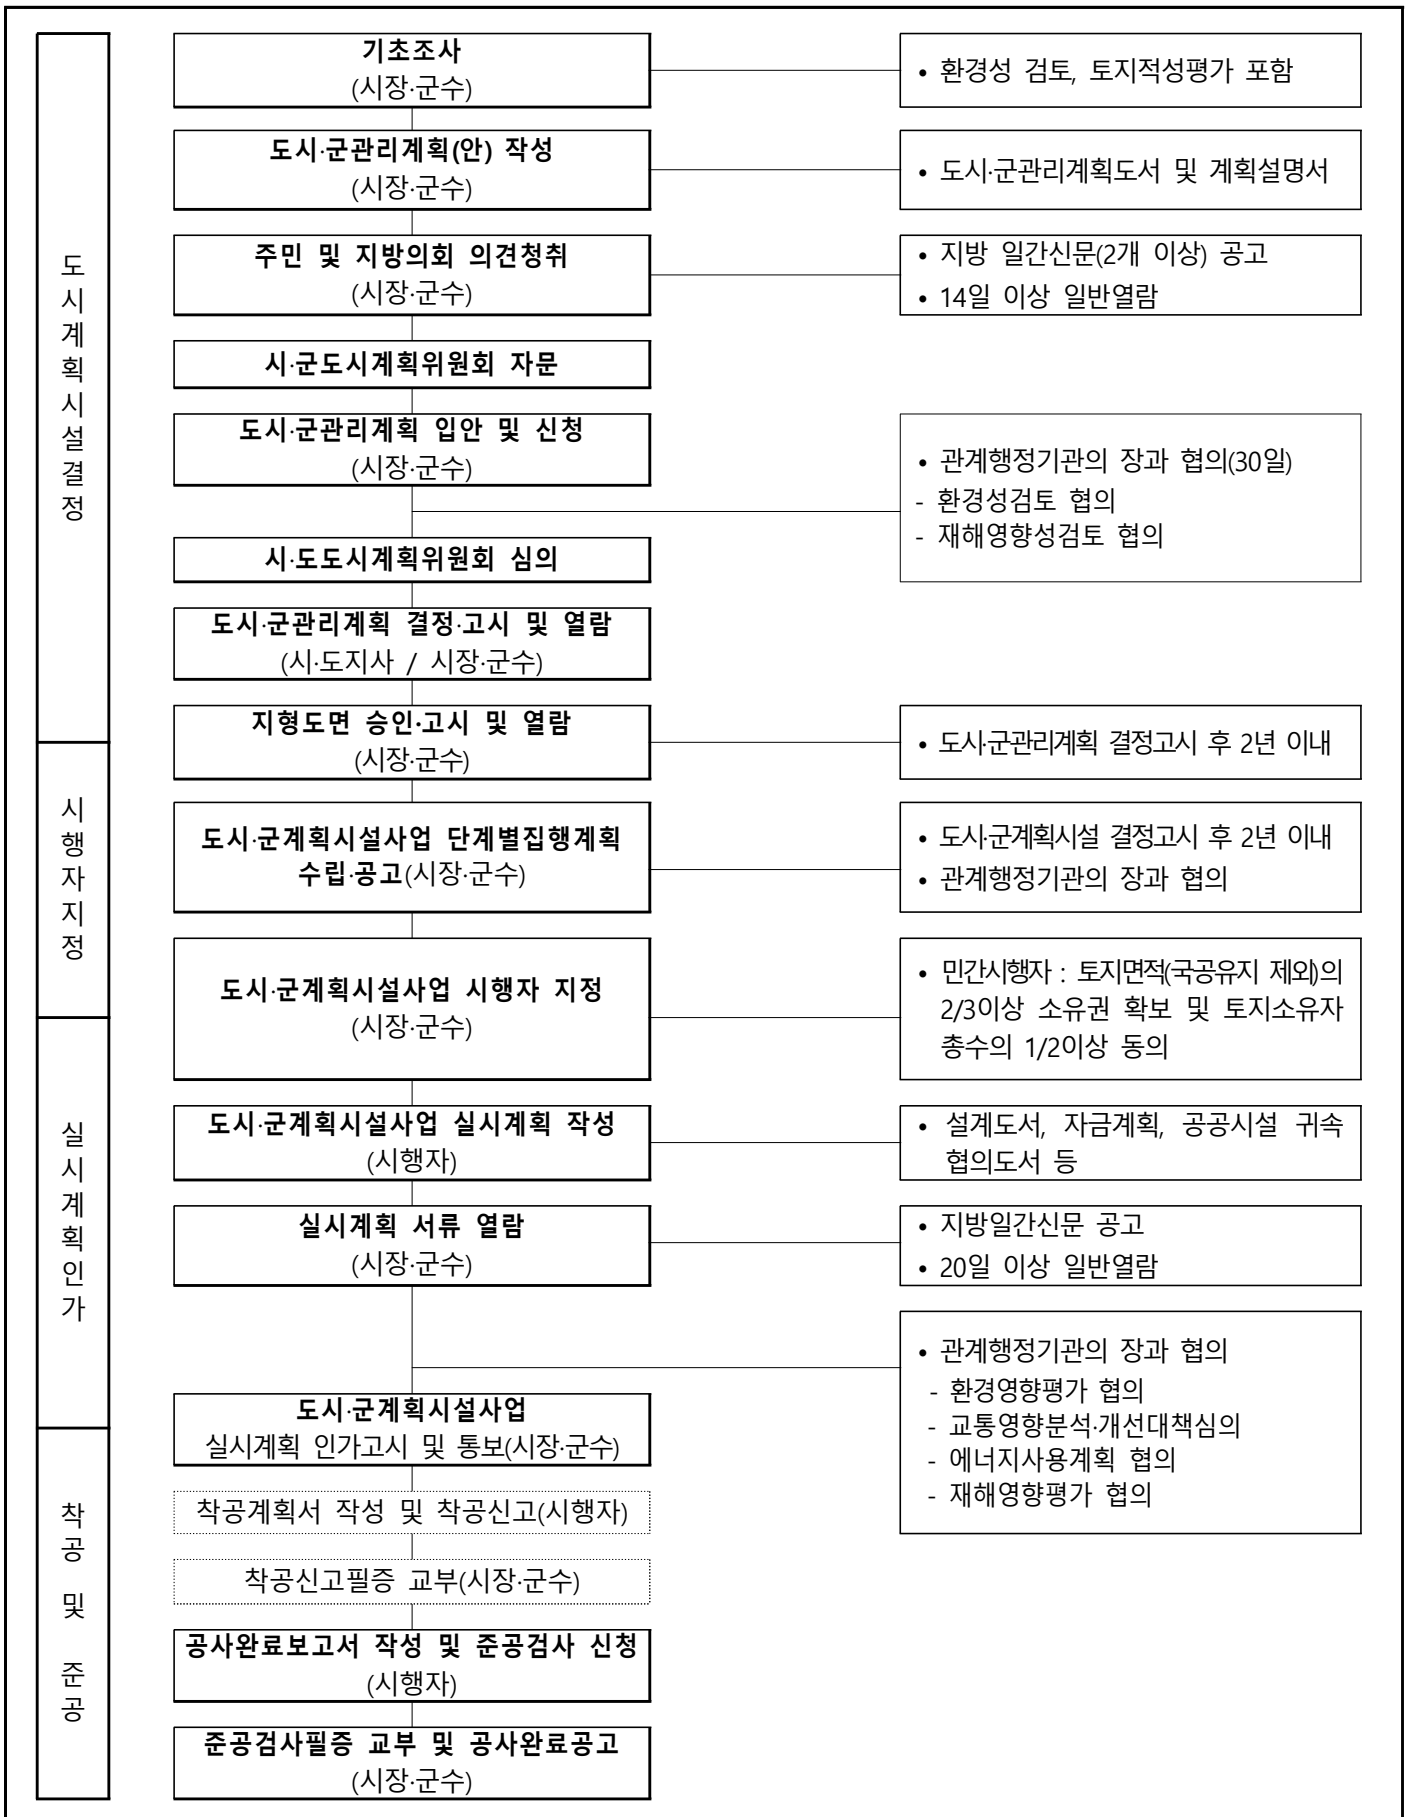 도시계획시설결정
기초조사
(시장·군수)
• 환경성 검토, 토지적성평가 포함
도시·군관리계획(안) 작성
(시장·군수)
• 도시·군관리계획도서 및 계획설명서
주민 및 지방의회 의견청취
(시장·군수)
• 지방 일간신문(2개 이상) 공고
• 14일 이상 일반열람
시·군도시계획위원회 자문
도시·군관리계획 입안 및 신청
(시장·군수)
• 관계행정기관의 장과 협의(30일)
- 환경성검토 협의
- 재해영향성검토 협의
시·도도시계획위원회 심의
도시·군관리계획 결정·고시 및 열람
(시·도지사 / 시장·군수)
지형도면 승인·고시 및 열람
(시장·군수)
• 도시·군관리계획 결정고시 후 2년 이내
시행자지정
도시·군계획시설사업 단계별집행계획
수립·공고(시장·군수)
• 도시·군계획시설 결정고시 후 2년 이내
• 관계행정기관의 장과 협의
도시·군계획시설사업 시행자 지정
(시장·군수)
• 민간시행자 : 토지면적(국공유지 제외)의
2/3이상 소유권 확보 및 토지소유자
총수의 1/2이상 동의
실시계획인가
도시·군계획시설사업 실시계획 작성
(시행자)
• 설계도서, 자금계획, 공공시설 귀속
협의도서 등
실시계획 서류 열람
(시장·군수)
• 지방일간신문 공고
• 20일 이상 일반열람
• 관계행정기관의 장과 협의
- 환경영향평가 협의
- 교통영향분석·개선대책심의
- 에너지사용계획 협의
- 재해영향평가 협의
도시·군계획시설사업
실시계획 인가고시 및 통보(시장·군수)
착공 및 준공
착공계획서 작성 및 착공신고(시행자)
착공신고필증 교부(시장·군수)
공사완료보고서 작성 및 준공검사 신청
(시행자)
준공검사필증 교부 및 공사완료공고
(시장·군수)